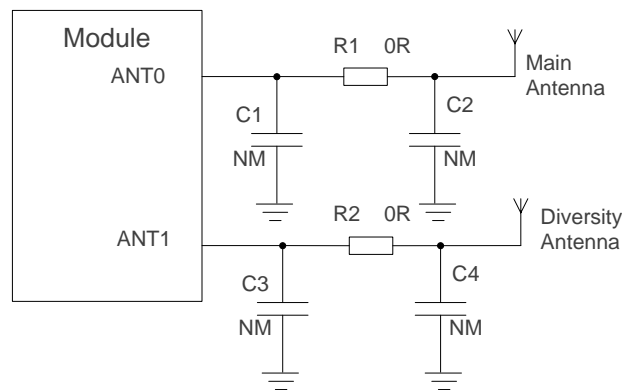 Module
R1 0R
ANT0
Main
Antenna
C1
C2
NM
NM
R2 0R
Diversity
Antenna
ANT1
C3
C4
NM
NM